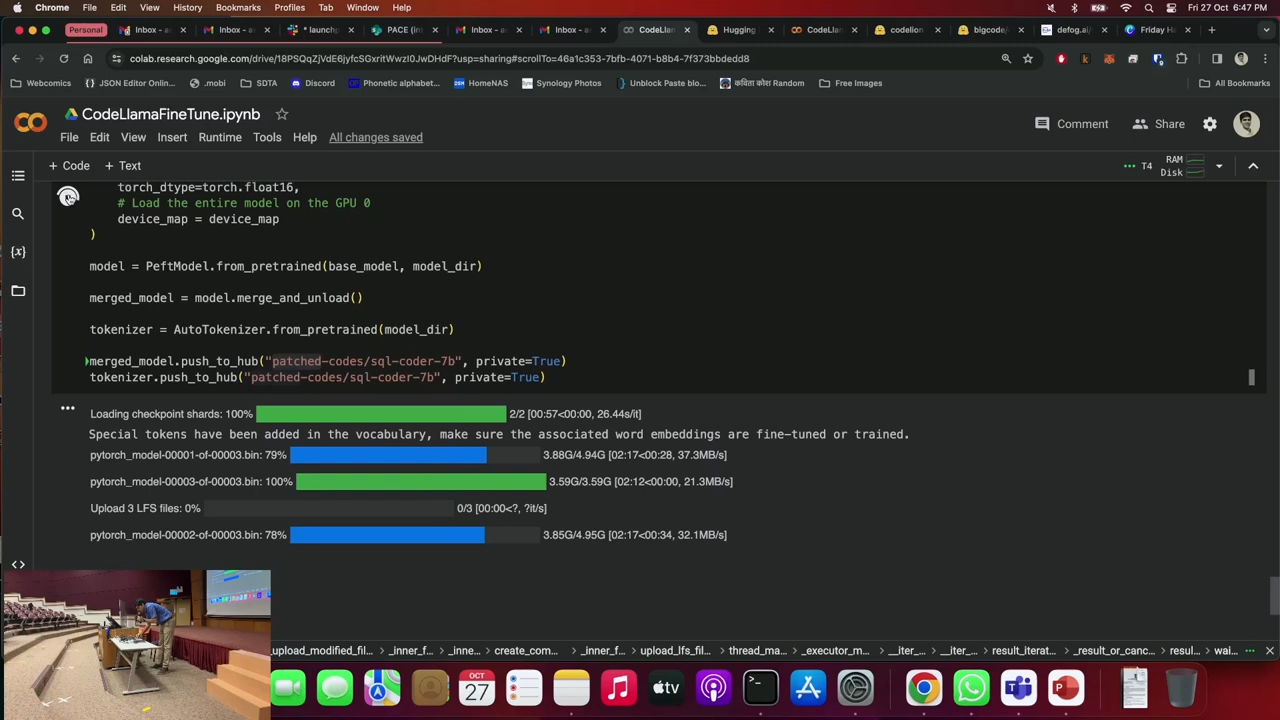 Chrome File Edit View History Bookmarks Profiles Tab Window Help Fri 27 Oct 6:47 PM
Personal Inbox - a Inbox - a * launch PACE (in Inbox - a Inbox - a CodeLlan Hugging CodeLla codelion bigcode/ defog.ai/ Friday Ha
colab.research.google.com/drive/18PSQqZjVdE6jyfcSGxritWwzI0JwDHdF?usp=sharing#scrollTo=46a1c353-7bfb-4071-b8b4-7f373bbdedd8
Webcomics JSON Editor Onlin... .mobi SDTA Discord Phonetic alphabet... HomeNAS Synology Photos Unblock Paste blo... कविता कोश Random Free Images All Bookmarks
CodeLlamaFineTune.ipynb
Comment Share
File Edit View Insert Runtime Tools Help All changes saved
+ Code + Text T4 RAM Disk
torch_dtype=torch.float16,
# Load the entire model on the GPU 0
device_map = device_map
)
model = PeftModel.from_pretrained(base_model, model_dir)
merged_model = model.merge_and_unload()
tokenizer = AutoTokenizer.from_pretrained(model_dir)
merged_model.push_to_hub("patched-codes/sql-coder-7b", private=True)
tokenizer.push_to_hub("patched-codes/sql-coder-7b", private=True)
Loading checkpoint shards: 100% 2/2 [00:57<00:00, 26.44s/it]
Special tokens have been added in the vocabulary, make sure the associated word embeddings are fine-tuned or trained.
pytorch_model-00001-of-00003.bin: 79% 3.88G/4.94G [02:17<00:28, 37.3MB/s]
pytorch_model-00003-of-00003.bin: 100% 3.59G/3.59G [02:12<00:00, 21.3MB/s]
Upload 3 LFS files: 0% 0/3 [00:00<?, ?it/s]
pytorch_model-00002-of-00003.bin: 78% 3.85G/4.95G [02:17<00:34, 32.1MB/s]
_upload_modified_fil... > _inner_f... > _inne... > create_com... > _inner_f... > upload_lfs_fil... > thread_ma... > _executor_m... > __iter__... > __iter__... > result_iterat... > _result_or_canc... > resul... > wai...
OCT
27
tv